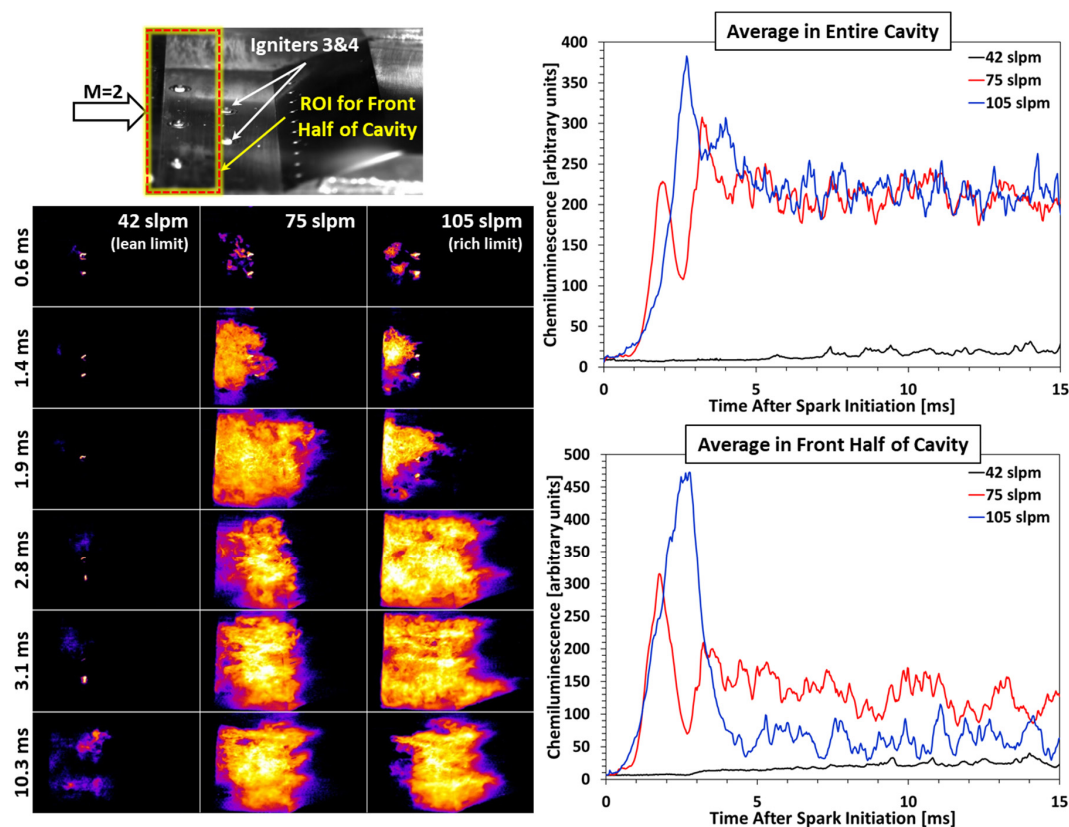 Igniters 3&4
M=2
ROI for Front
Half of Cavity
42 slpm
(lean limit)
75 slpm
105 slpm
(rich limit)
0.6 ms
1.4 ms
1.9 ms
2.8 ms
3.1 ms
10.3 ms
Average in Entire Cavity
Chemiluminescence [arbitrary units]
400
350
300
250
200
150
100
50
0
42 slpm
75 slpm
105 slpm
0
5
10
15
Time After Spark Initiation [ms]
Average in Front Half of Cavity
Chemiluminescence [arbitrary units]
500
450
400
350
300
250
200
150
100
50
0
42 slpm
75 slpm
105 slpm
0
5
10
15
Time After Spark Initiation [ms]